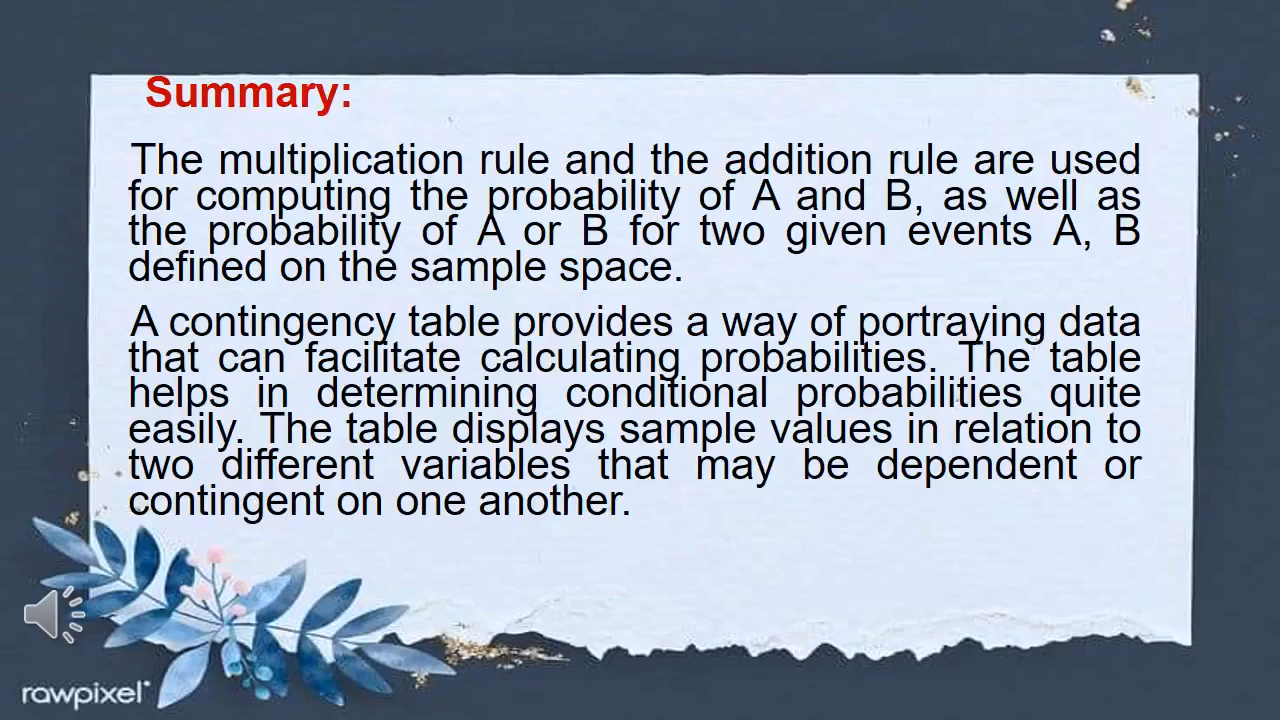 Summary:
The multiplication rule and the addition rule are used
for computing the probability of A and B, as well as
the probability of A or B for two given events A, B
defined on the sample space.
A contingency table provides a way of portraying data
that can facilitate calculating probabilities. The table
helps in determining conditional probabilities quite
easily. The table displays sample values in relation to
two different variables that may be dependent or
contingent on one another.
rawpixel